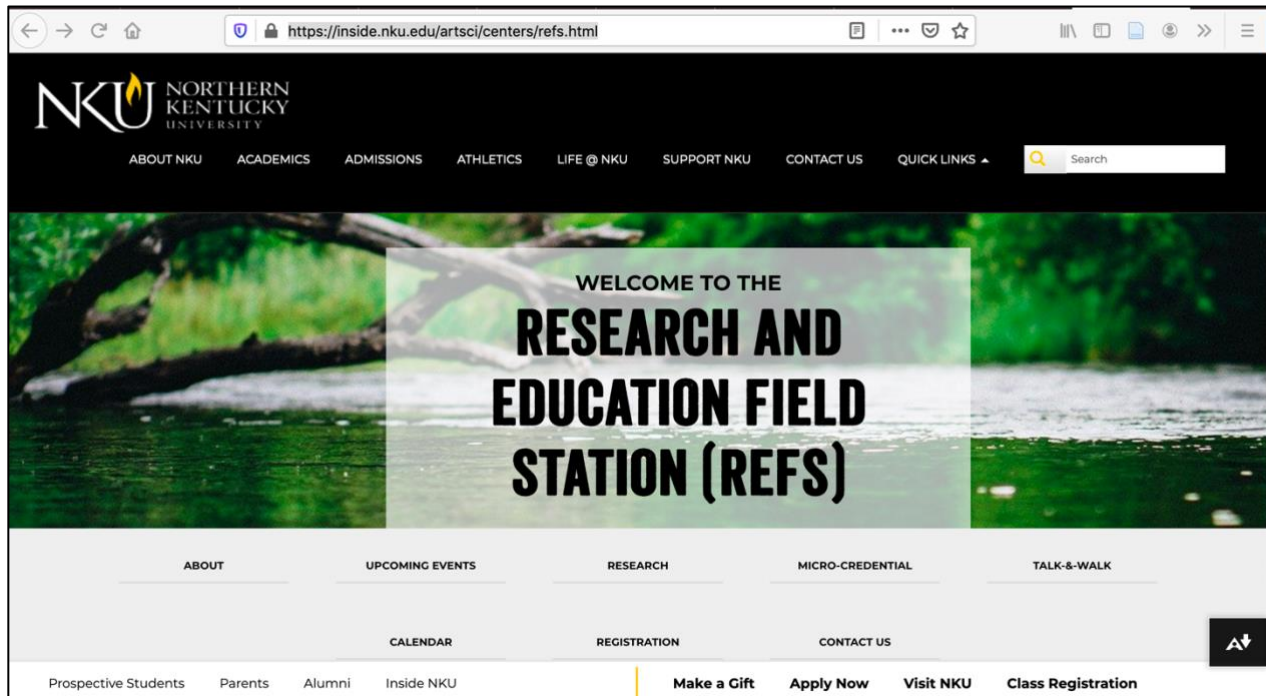 https://inside.nku.edu/artsci/centers/refs.html
NKU NORTHERN
KENTUCKY
UNIVERSITY
ABOUT NKU ACADEMICS ADMISSIONS ATHLETICS LIFE @ NKU SUPPORT NKU CONTACT US QUICK LINKS Search
WELCOME TO THE
RESEARCH AND
EDUCATION FIELD
STATION (REFS)
ABOUT UPCOMING EVENTS RESEARCH MICRO-CREDENTIAL TALK-&-WALK
CALENDAR REGISTRATION CONTACT US
A
Prospective Students Parents Alumni Inside NKU Make a Gift Apply Now Visit NKU Class Registration